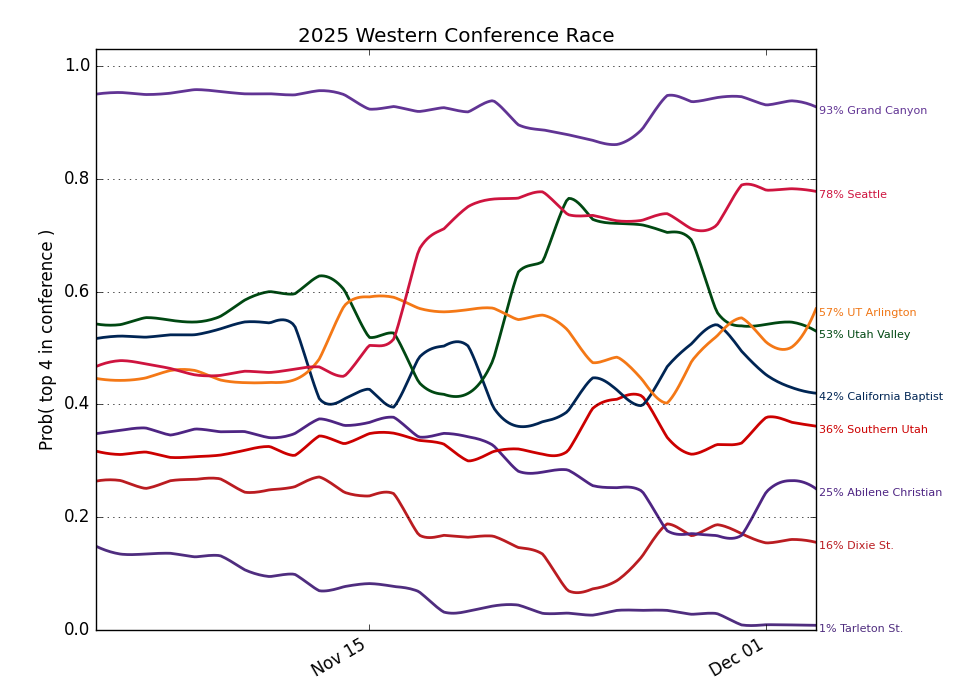 2025 Western Conference Race
Prob( top 4 in conference )
1.0
0.8
0.6
0.4
0.2
0.0
Nov 15
Dec 01
93% Grand Canyon
78% Seattle
57% UT Arlington
53% Utah Valley
42% California Baptist
36% Southern Utah
25% Abilene Christian
16% Dixie St.
1% Tarleton St.